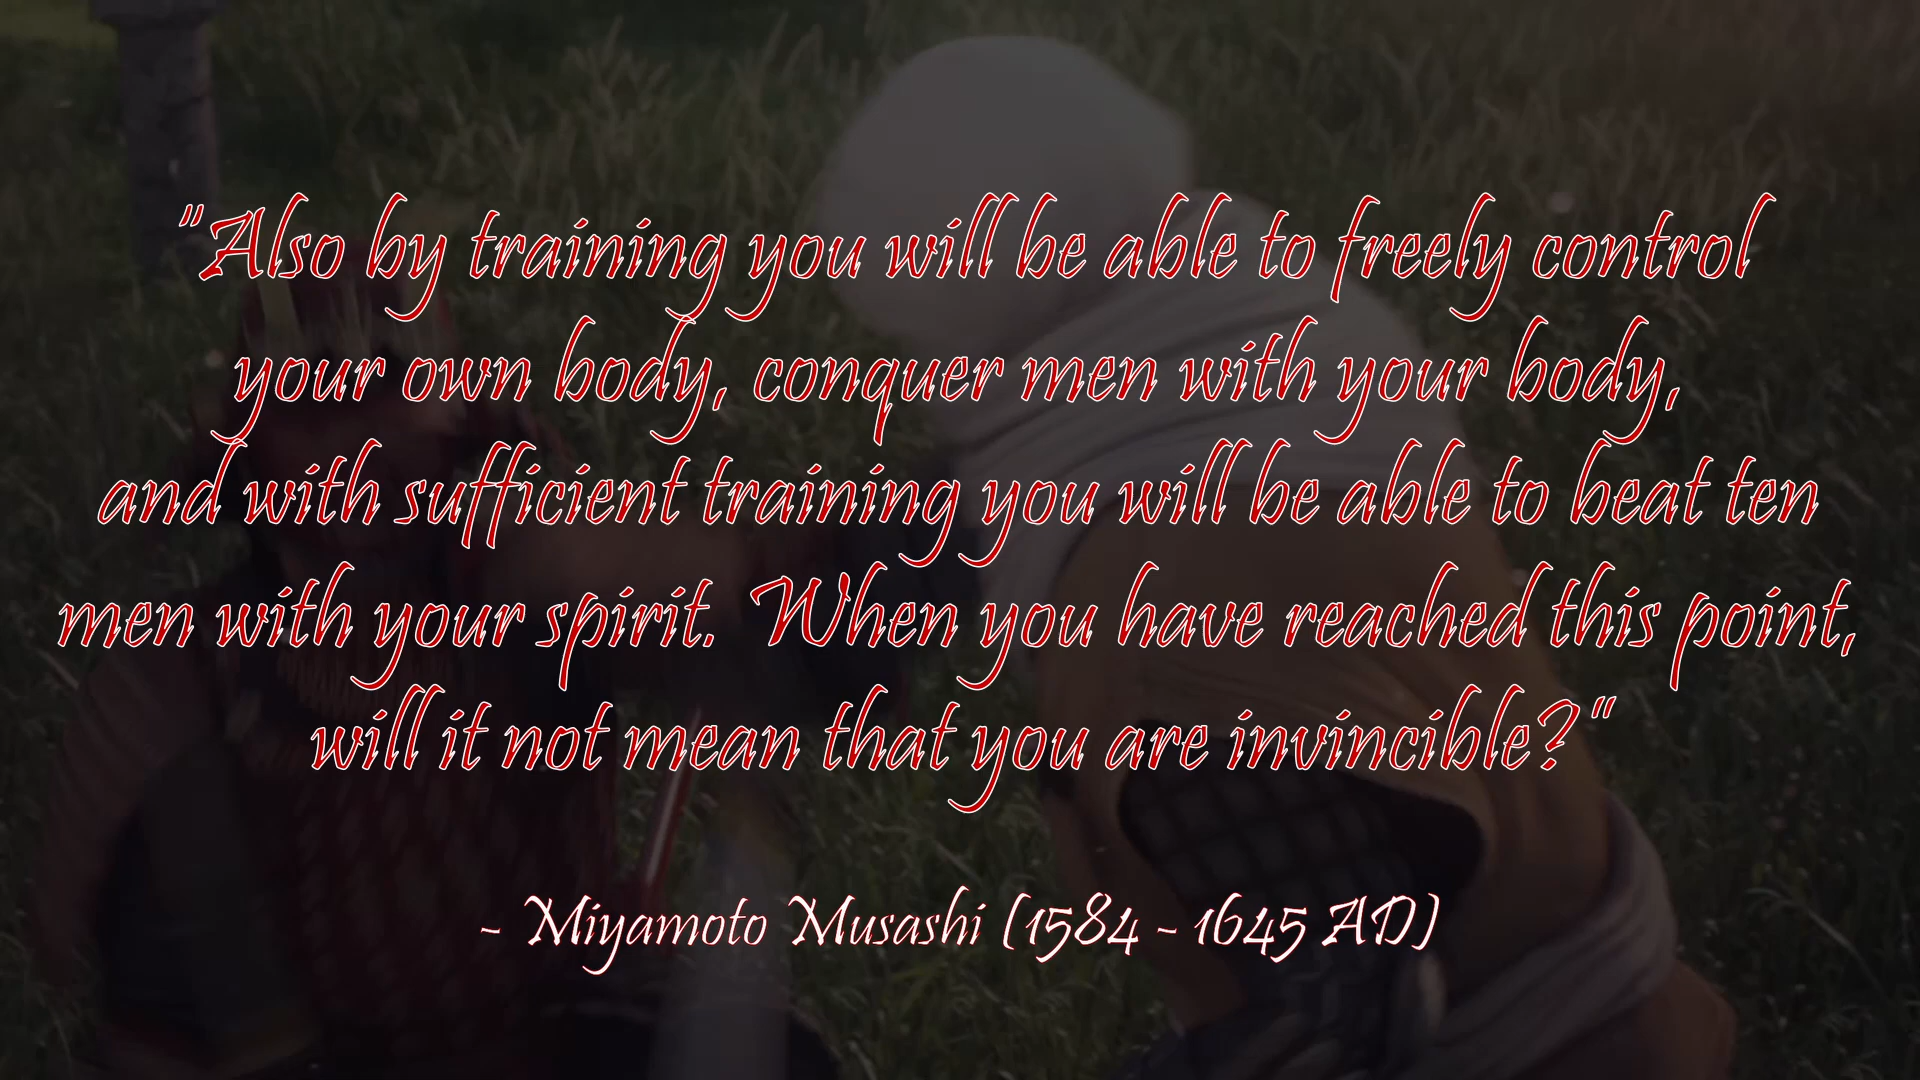 "Also by training you will be able to freely control
your own body, conquer men with your body,
and with sufficient training you will be able to beat ten
men with your spirit. When you have reached this point,
will it not mean that you are invincible?“
- Miyamoto Musashi (1584 - 1645 AD)